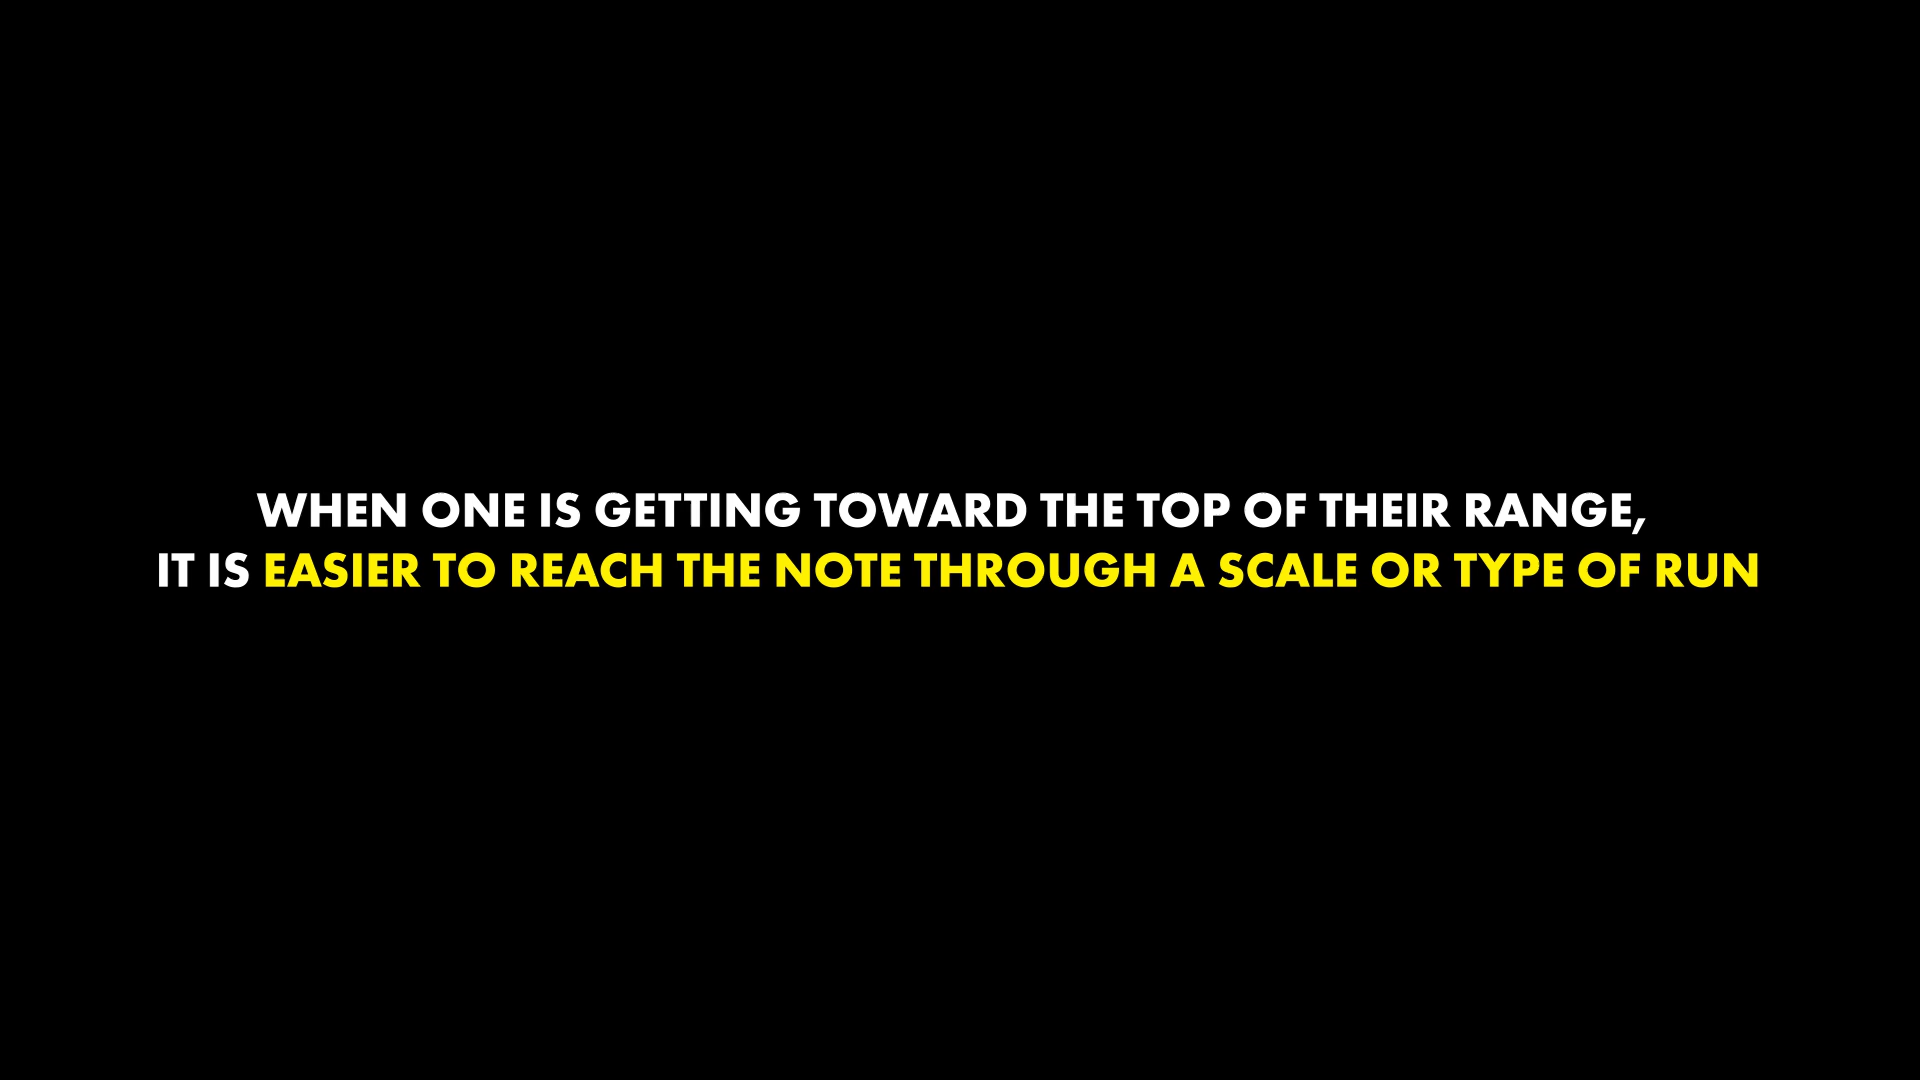 WHEN ONE IS GETTING TOWARD THE TOP OF THEIR RANGE,
IT IS EASIER TO REACH THE NOTE THROUGH A SCALE OR TYPE OF RUN